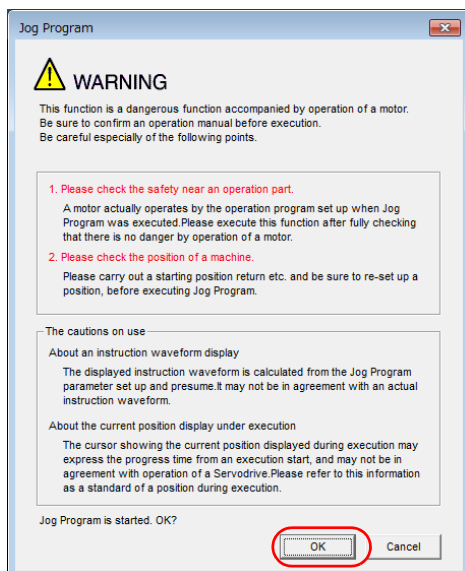 Jog Program
WARNING
This function is a dangerous function accompanied by operation of a motor.
Be sure to confirm an operation manual before execution.
Be careful especially of the following points.
1. Please check the safety near an operation part.
A motor actually operates by the operation program set up when Jog
Program was executed.Please execute this function after fully checking
that there is no danger by operation of a motor.
2. Please check the position of a machine.
Please carry out a starting position return etc. and be sure to re-set up a
position, before executing Jog Program.
The cautions on use
About an instruction waveform display
The displayed instruction waveform is calculated from the Jog Program
parameter set up and presume.It may not be in agreement with an actual
instruction waveform.
About the current position display under execution
The cursor showing the current position displayed during execution may
express the progress time from an execution start, and may not be in
agreement with operation of a Servodrive.Please refer to this information
as a standard of a position during execution.
Jog Program is started. OK?
OK Cancel